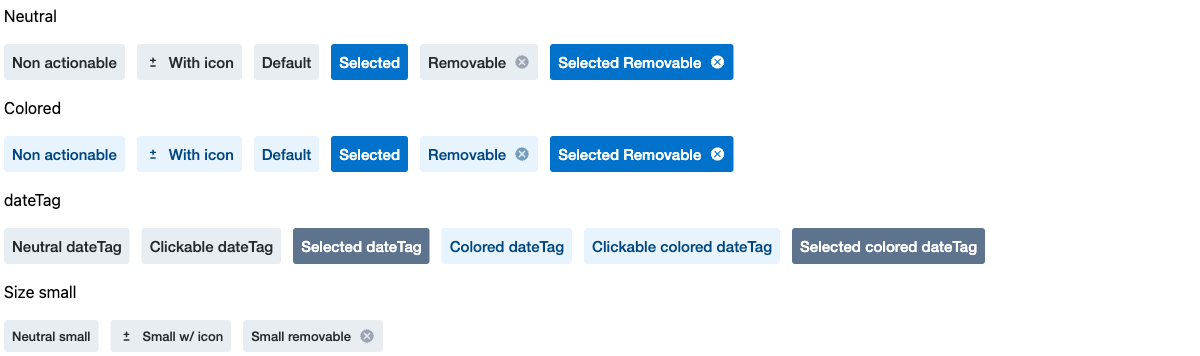 Neutral
Non actionable ± With icon Default Selected Removable Selected Removable
Colored
Non actionable ± With icon Default Selected Removable Selected Removable
dateTag
Neutral dateTag Clickable dateTag Selected dateTag Colored dateTag Clickable colored dateTag Selected colored dateTag
Size small
Neutral small ± Small w/ icon Small removable